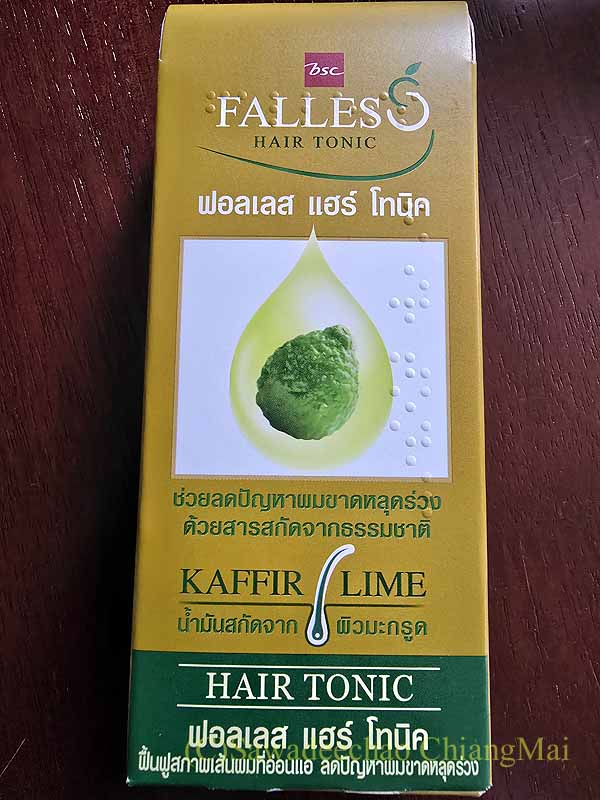 bsc
FALLES
HAIR TONIC
ฟอลเลส แฮร์ โทนิค
ช่วยลดปัญหาผมขาดหลุดร่วง
ด้วยสารสกัดจากธรรมชาติ
KAFFIR LIME
น้ำมันสกัดจาก ผิวมะกรูด
HAIR TONIC
ฟอลเลส แฮร์ โทนิค
(C)Sawadeechao ChiangMai
ฟื้นฟูสภาพเส้นผมที่อ่อนแอ ลดปัญหาผมขาดหลุดร่วง